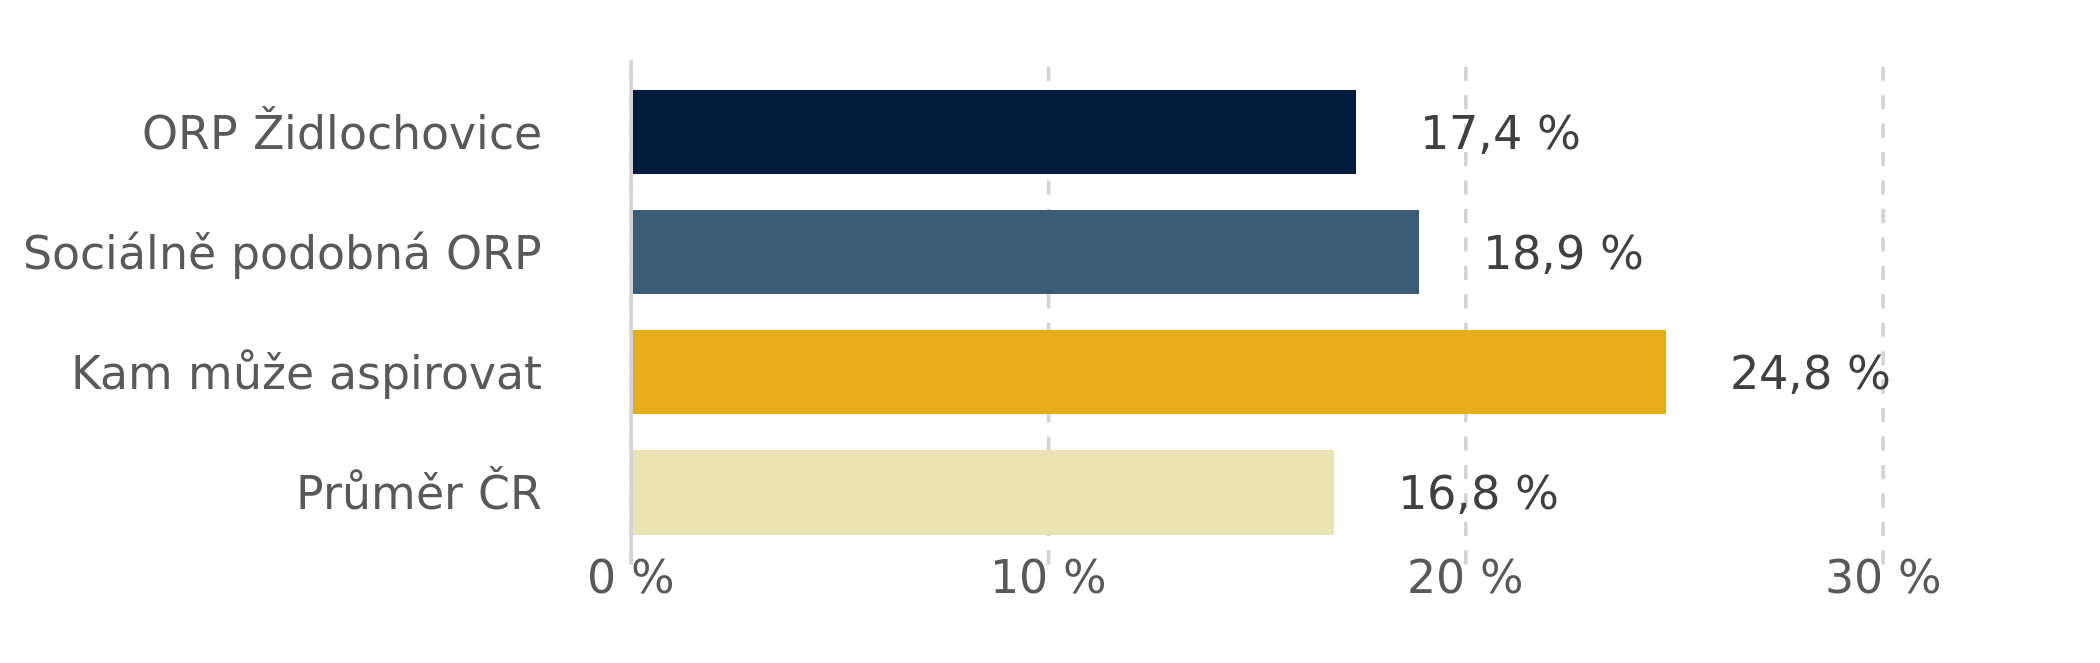 ORP Židlochovice 17,4 %
Sociálně podobná ORP 18,9 %
Kam může aspirovat 24,8 %
Průměr ČR 16,8 %
0 % 10 % 20 % 30 %